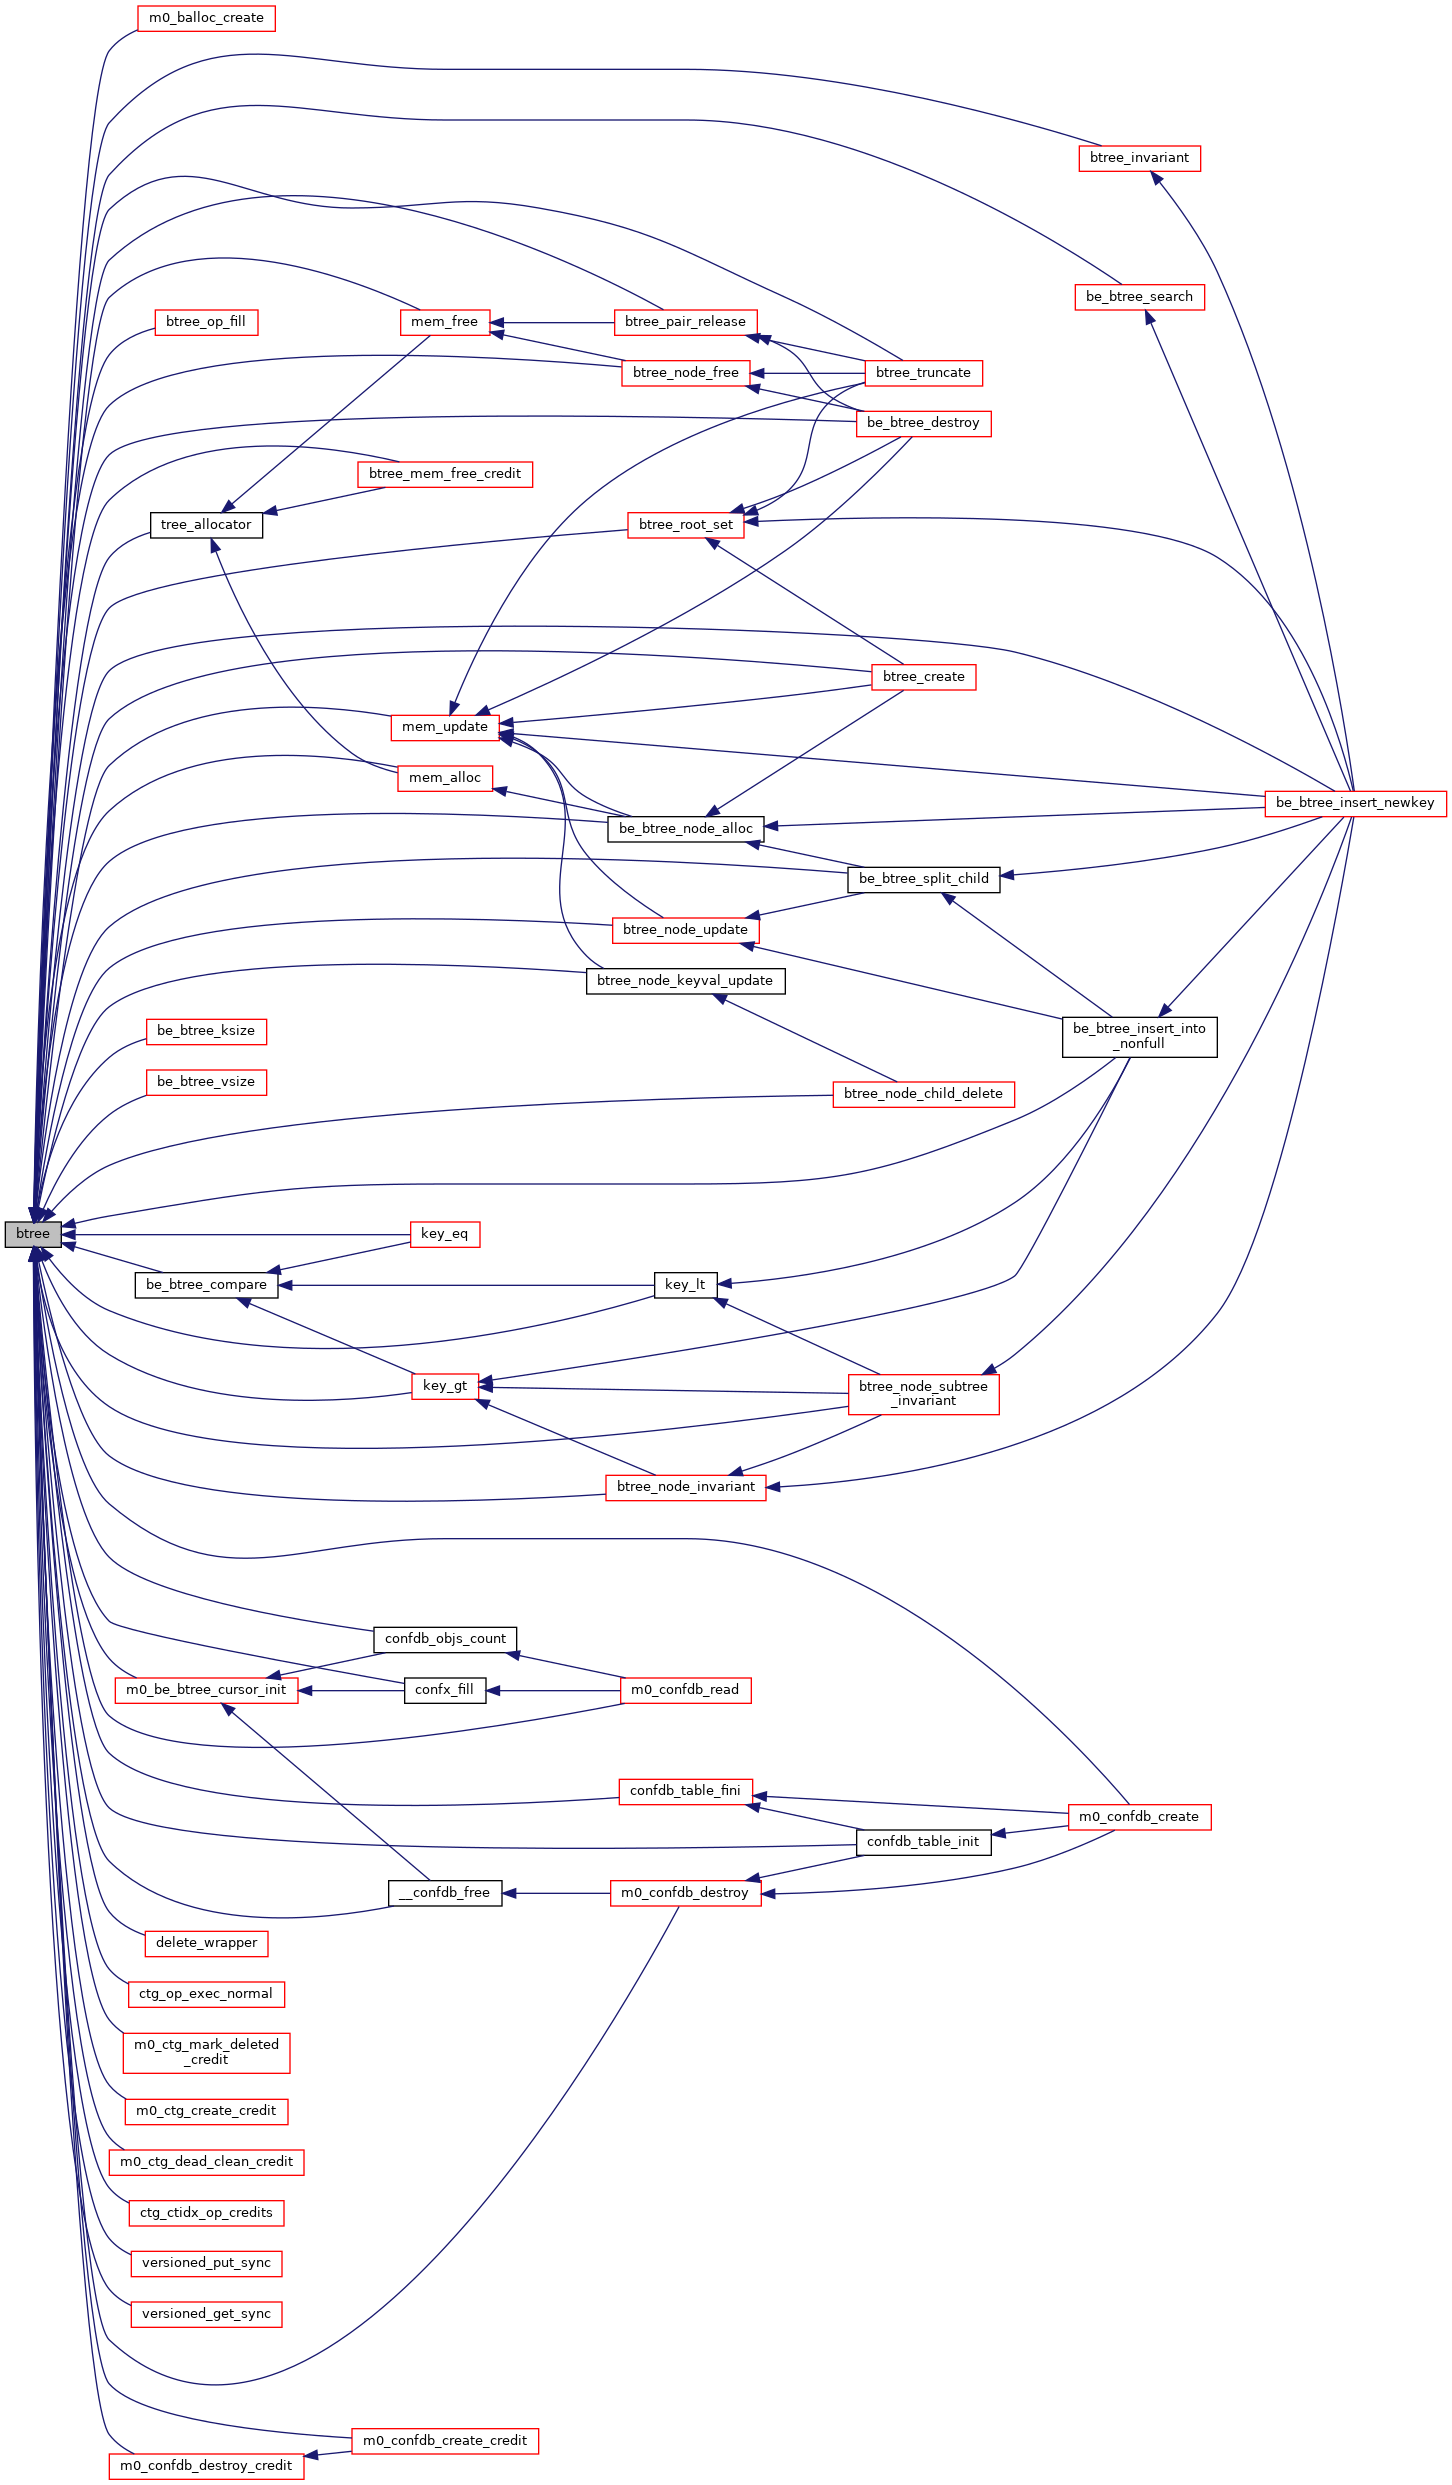 m0_balloc_create
btree_invariant
be_btree_search
btree_op_fill
mem_free
btree_pair_release
btree_node_free
btree_truncate
be_btree_destroy
btree_mem_free_credit
tree_allocator
btree_root_set
btree_create
mem_update
mem_alloc
be_btree_insert_newkey
be_btree_node_alloc
be_btree_split_child
btree_node_update
btree_node_keyval_update
be_btree_ksize
be_btree_insert_into
_nonfull
be_btree_vsize
btree_node_child_delete
btree
key_eq
be_btree_compare
key_lt
key_gt
btree_node_subtree
_invariant
btree_node_invariant
confdb_objs_count
m0_be_btree_cursor_init
confx_fill
m0_confdb_read
confdb_table_fini
m0_confdb_create
confdb_table_init
__confdb_free
m0_confdb_destroy
delete_wrapper
ctg_op_exec_normal
m0_ctg_mark_deleted
_credit
m0_ctg_create_credit
m0_ctg_dead_clean_credit
ctg_ctidx_op_credits
versioned_put_sync
versioned_get_sync
m0_confdb_create_credit
m0_confdb_destroy_credit